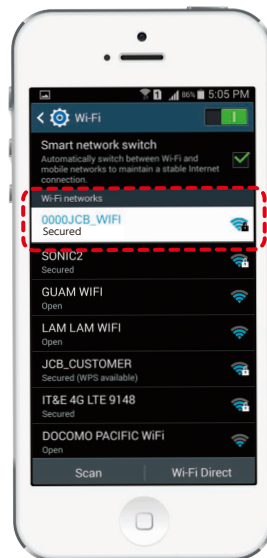 1 86% 5:05 PM
Wi-Fi
Smart network switch
Automatically switch between Wi-Fi and
mobile networks to maintain a stable Internet
connection.
Wi-Fi networks
0000JCB_WIFI
Secured
SONIC2
Secured
GUAM WIFI
Open
LAM LAM WIFI
Open
JCB_CUSTOMER
Secured (WPS available)
IT&E 4G LTE 9148
Secured
DOCOMO PACIFIC WiFi
Open
Scan Wi-Fi Direct